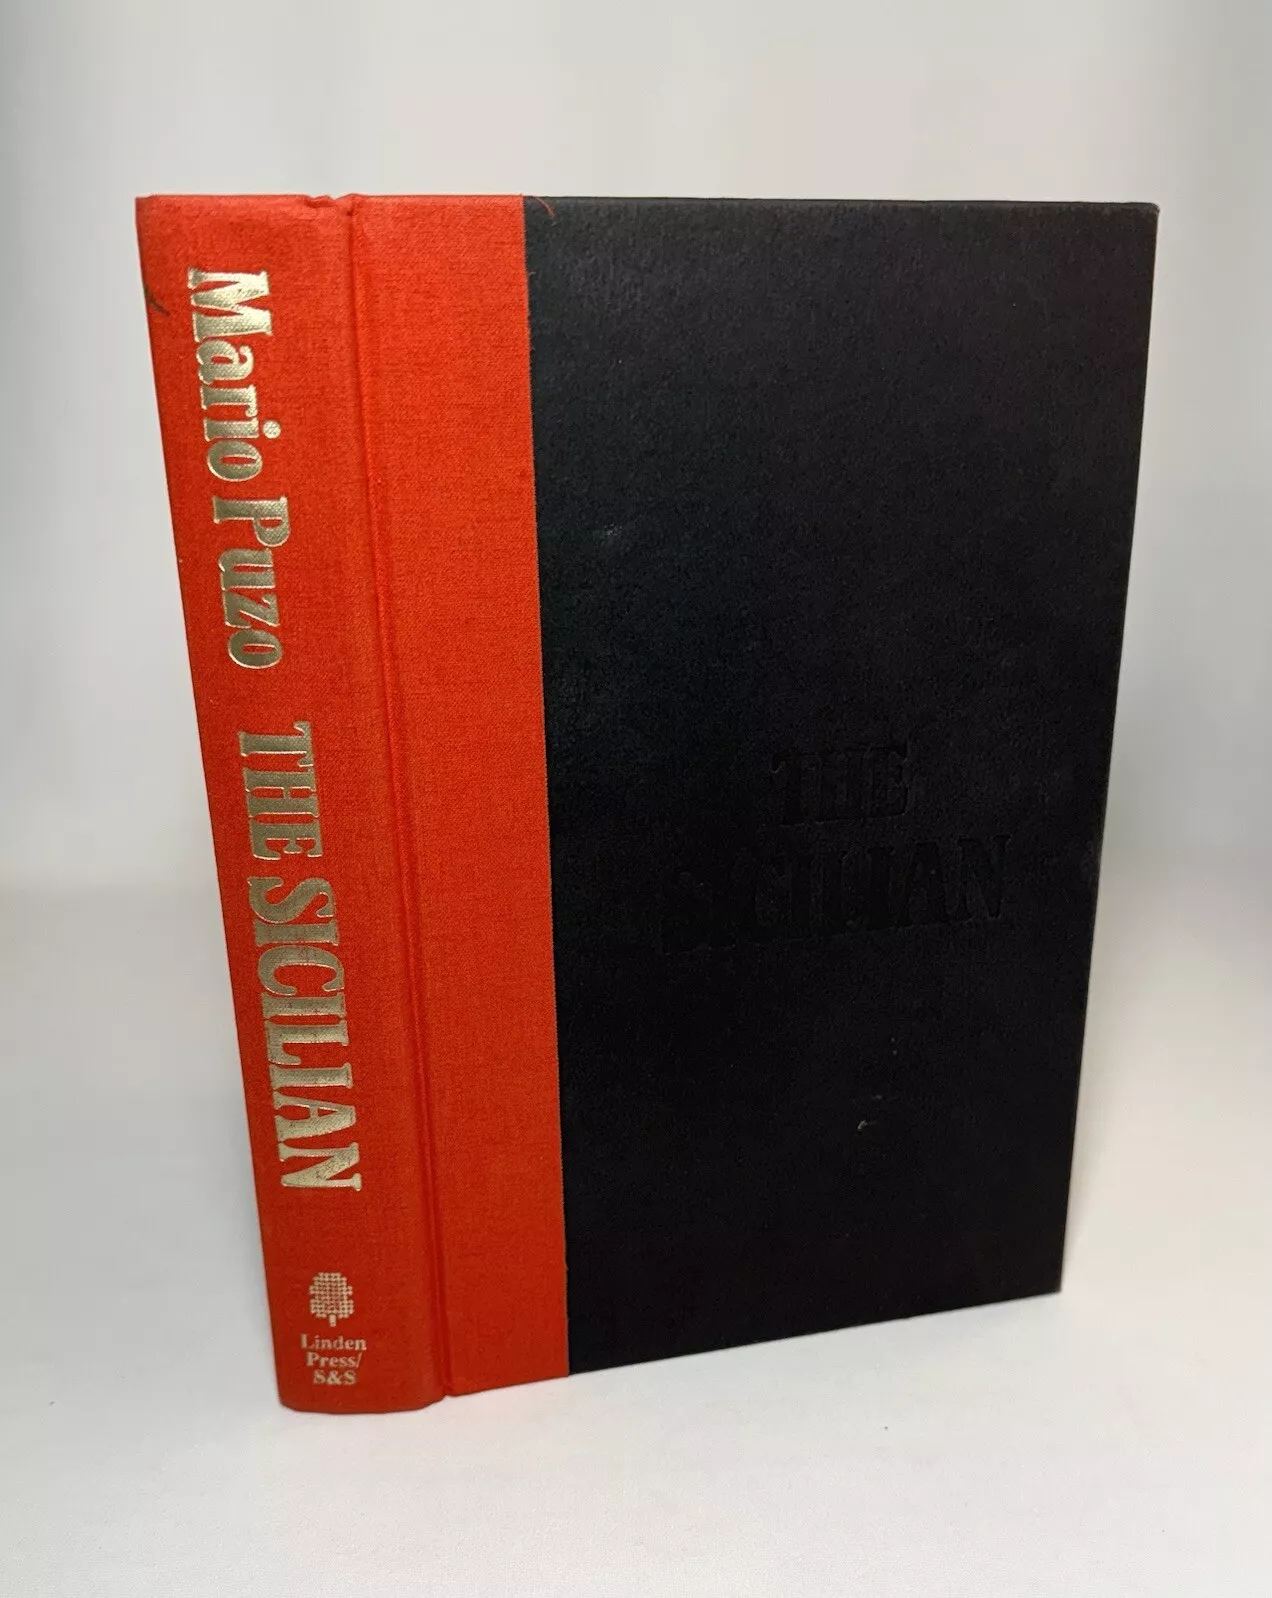 Mario Puzo THE SICILIAN
Linden
Press/
S&S
THE
SICILIAN